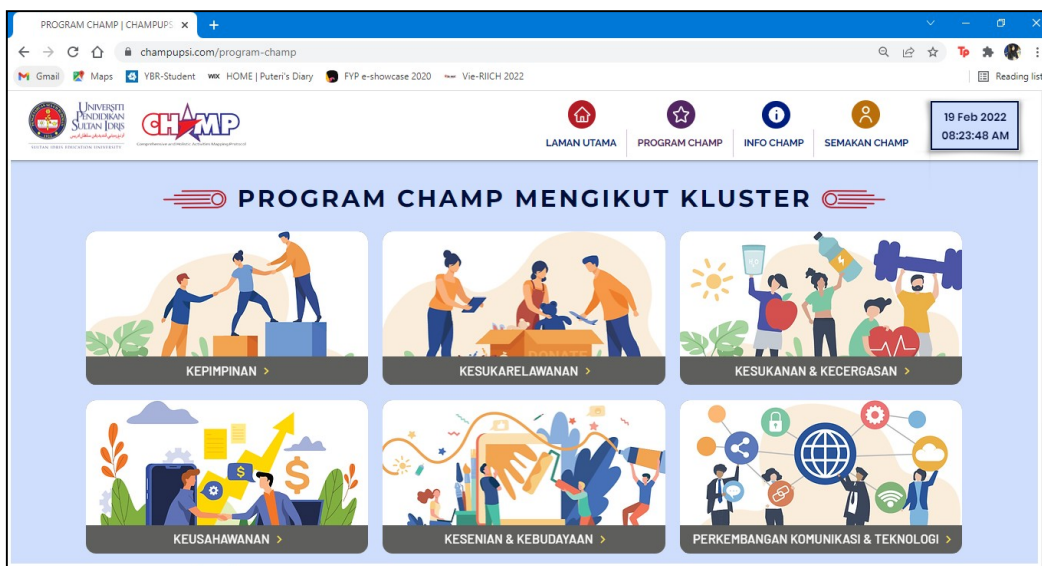 PROGRAM CHAMP | CHAMPUPS
champupsi.com/program-champ
Gmail
Maps
YBR-Student
WIX HOME | Puteri's Diary
FYP e-showcase 2020
Vie-RIICH 2022
Reading list
UNIVERSITI
PENDIDIKAN
SULTAN IDRIS
SULTAN IDRIS EDUCATION UNIVERSITY
CHAMP
LAMAN UTAMA
PROGRAM CHAMP
INFO CHAMP
SEMAKAN CHAMP
19 Feb 2022
08:23:48 AM
PROGRAM CHAMP MENGIKUT KLUSTER
DONATE
KEPIMPINAN >
KESUKARELAWANAN >
KESUKANAN & KECERGASAN >
KEUSAHAWANAN >
KESENIAN & KEBUDAYAAN >
PERKEMBANGAN KOMUNIKASI & TEKNOLOGI >